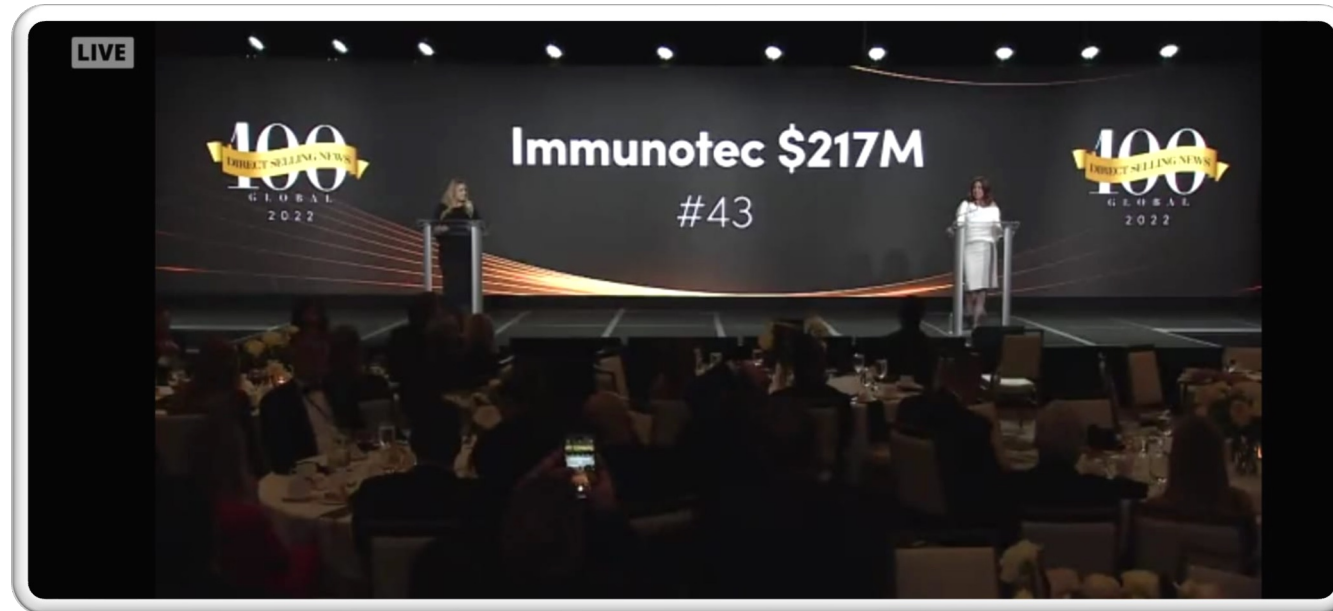 LIVE
100
DIRECT SELLING NEWS
GLOBAL
2022
Immunotec $217M
#43
100
DIRECT SELLING NEWS
GLOBAL
2022